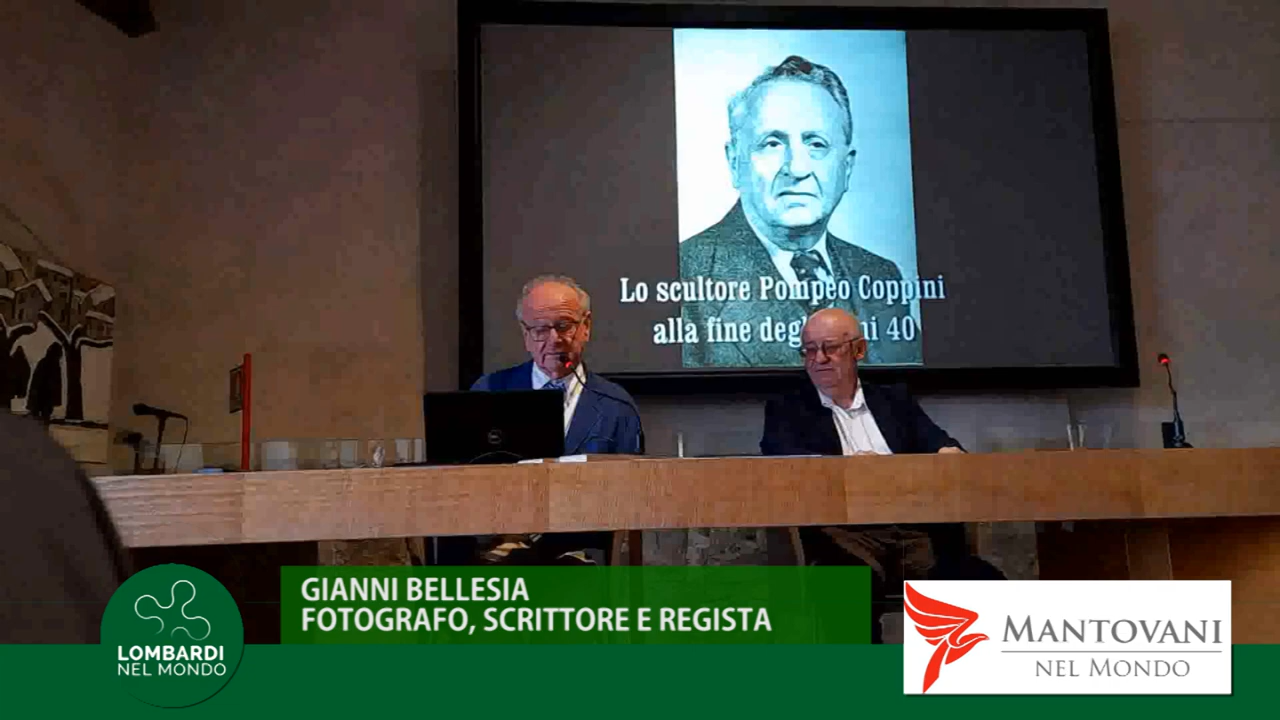 Lo scultore Pompeo Coppini
alla fine degli 40
GIANNI BELLESIA
FOTOGRAFO, SCRITTORE E REGISTA
LOMBARDI
NEL MONDO
MANTOVANI
NEL MONDO